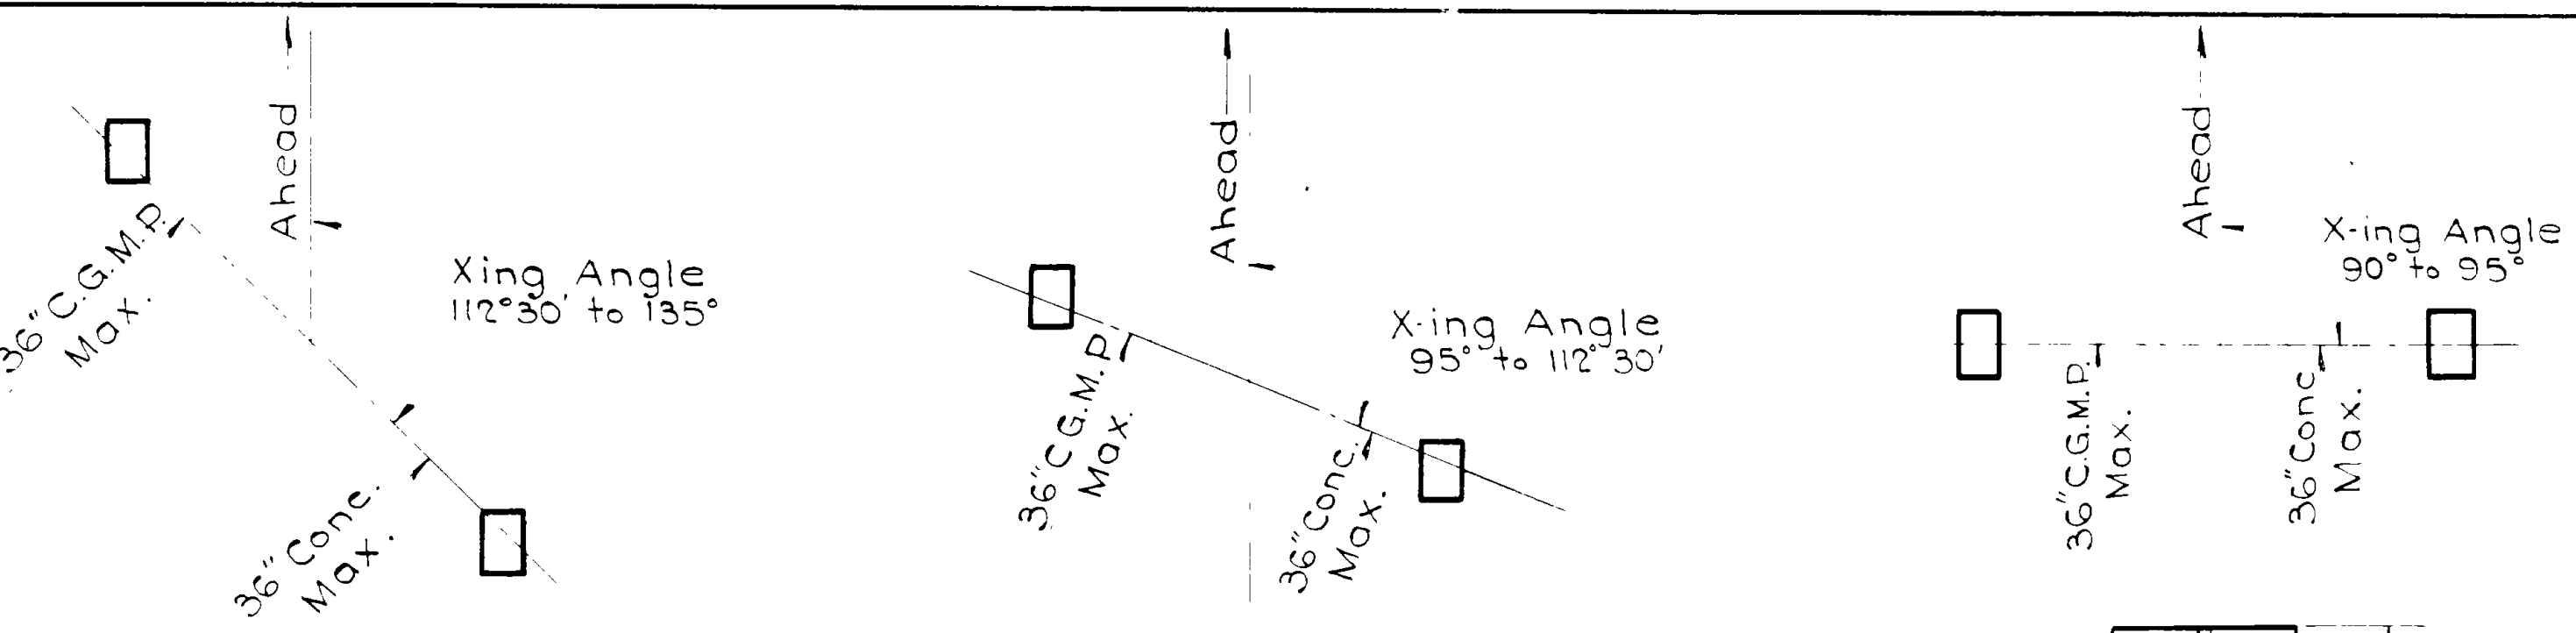 Ahead
36" C.G.M.P.
Max.
Xing Angle
112°30' to 135°
36" Conc.
Max.
Ahead
36" C.G.M.P.
Max.
X-ing Angle
95° to 112°30'
36" Conc.
Max.
Ahead
X-ing Angle
90° to 95°
36" C.G.M.P.
Max.
36" Conc
Max.